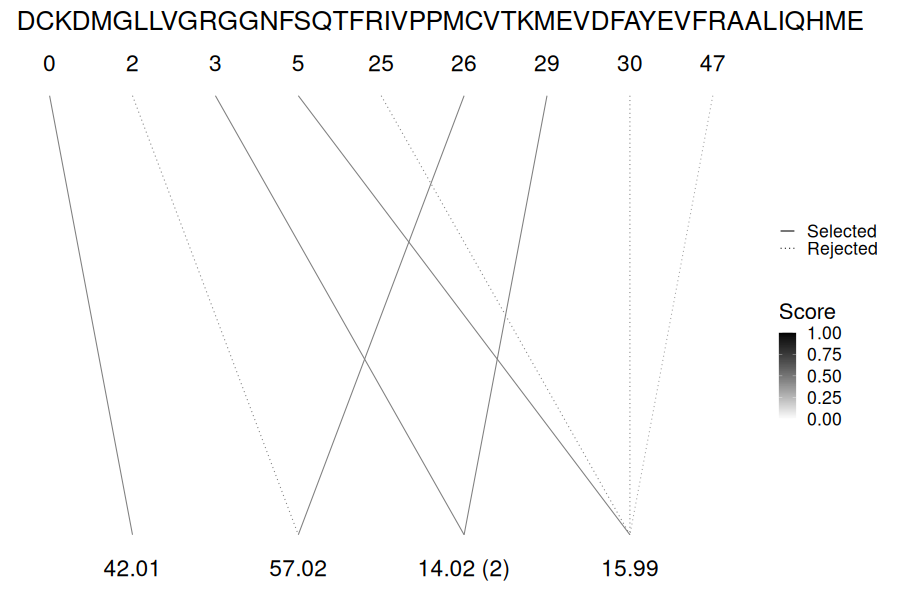 DCKDMGLLVGRGGNFSQTFRIVPPMCVTKMEVDFAYEVFRAALIQHME
0 2 3 5 25 26 29 30 47
Selected
Rejected
Score
1.00
0.75
0.50
0.25
0.00
42.01 57.02 14.02 (2) 15.99